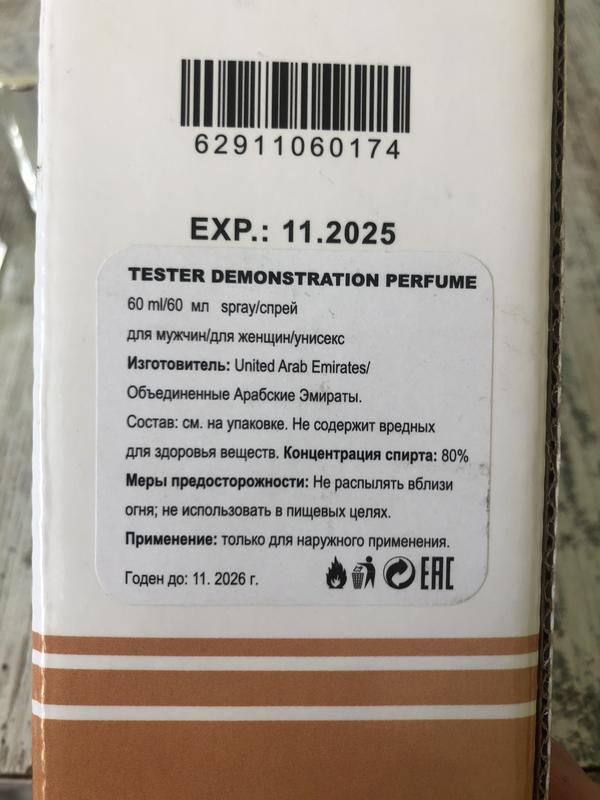 62911060174
EXP.: 11.2025
TESTER DEMONSTRATION PERFUME
60 ml/60 мл spray/спрей
для мужчин/для женщин/унисекс
Изготовитель: United Arab Emirates/
Объединенные Арабские Эмираты.
Состав: см. на упаковке. Не содержит вредных
для здоровья веществ. Концентрация спирта: 80%
Меры предосторожности: Не распылять вблизи
огня; не использовать в пищевых целях.
Применение: только для наружного применения.
Годен до: 11. 2026 г. EAC